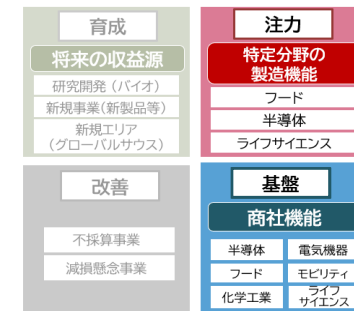 育成
将来の収益源
研究開発（バイオ）
新規事業(新製品等)
新規エリア
（グローバルサウス）
注力
特定分野の
製造機能
フード
半導体
ライフサイエンス
改善
不採算事業
減損懸念事業
基盤
商社機能
半導体
電気機器
フード
モビリティ
化学工業
ライフ
サイエンス